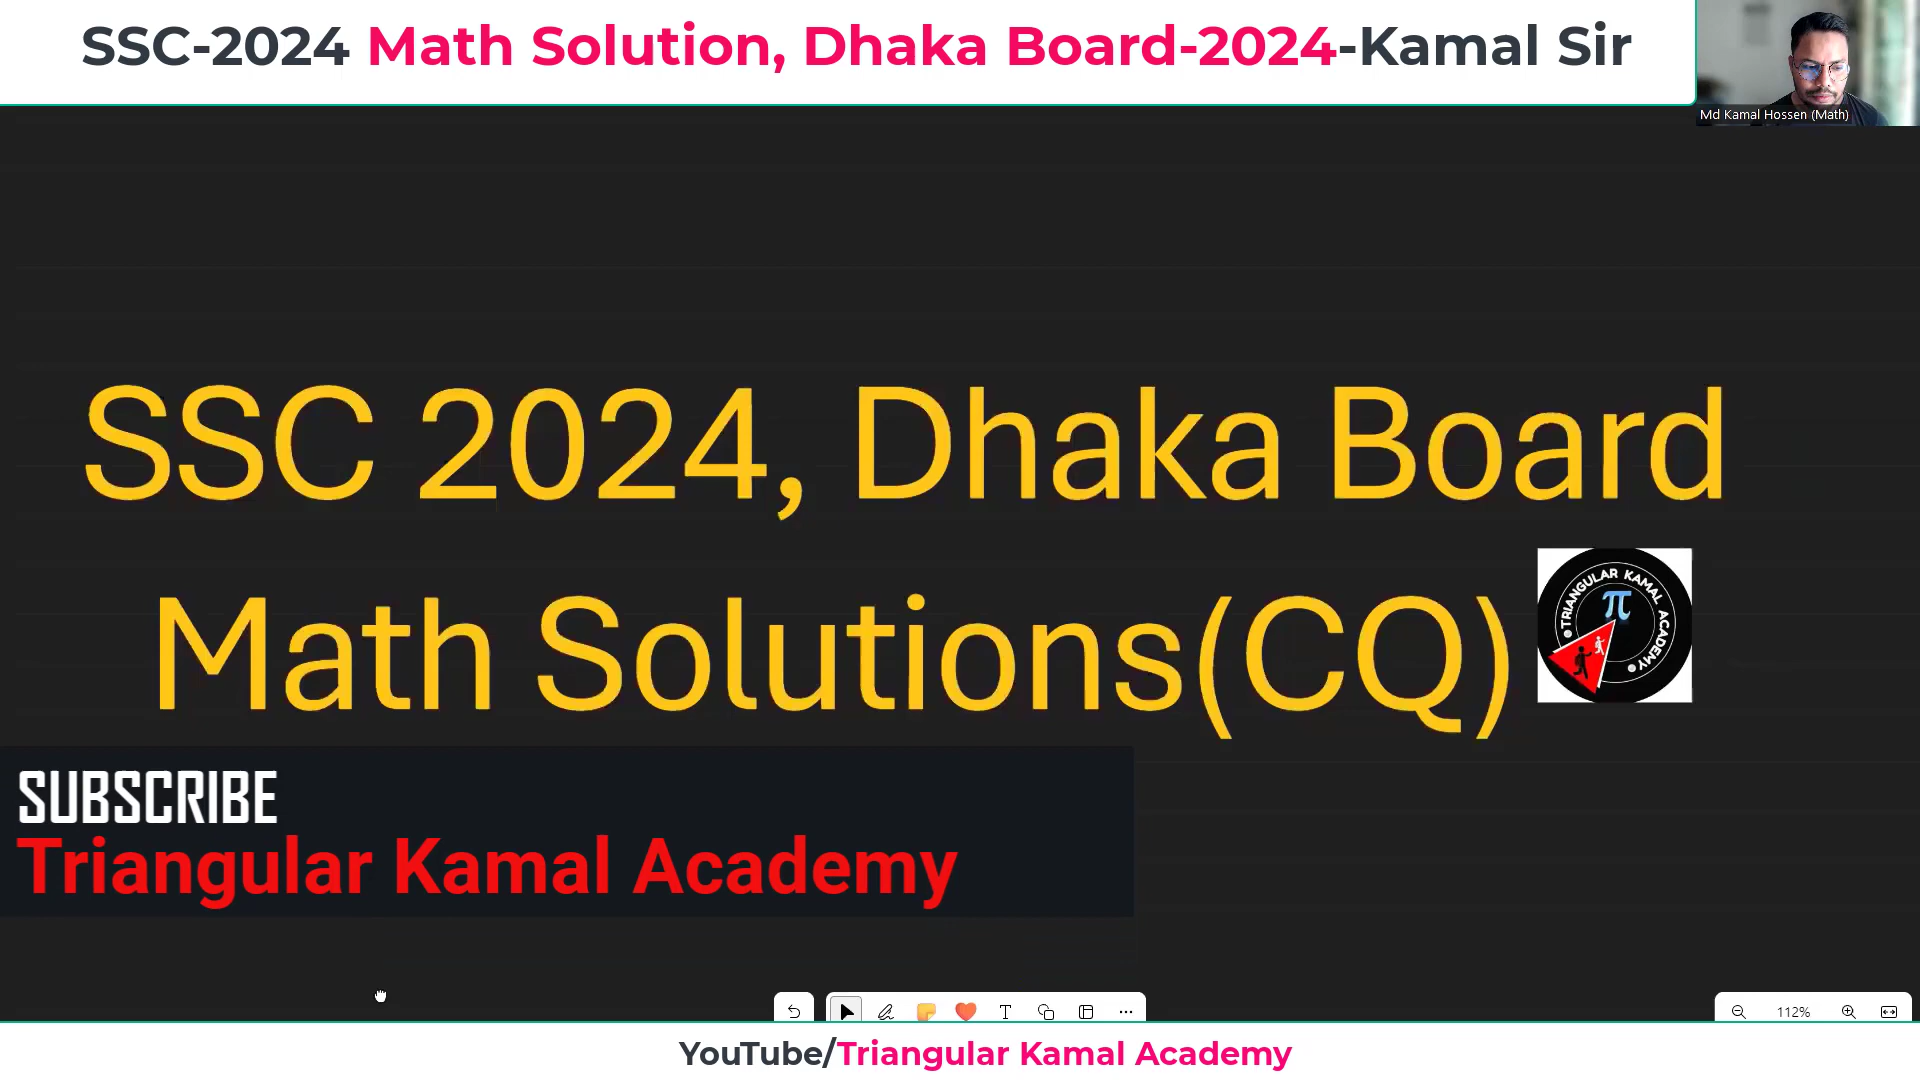 SSC-2024 Math Solution, Dhaka Board-2024-Kamal Sir
Md Kamal Hossen (Math)
SSC 2024, Dhaka Board
Math Solutions(CQ)
TRIANGULAR KAMAL ACADEMY
π
SUBSCRIBE
Triangular Kamal Academy
T
112%
YouTube/Triangular Kamal Academy